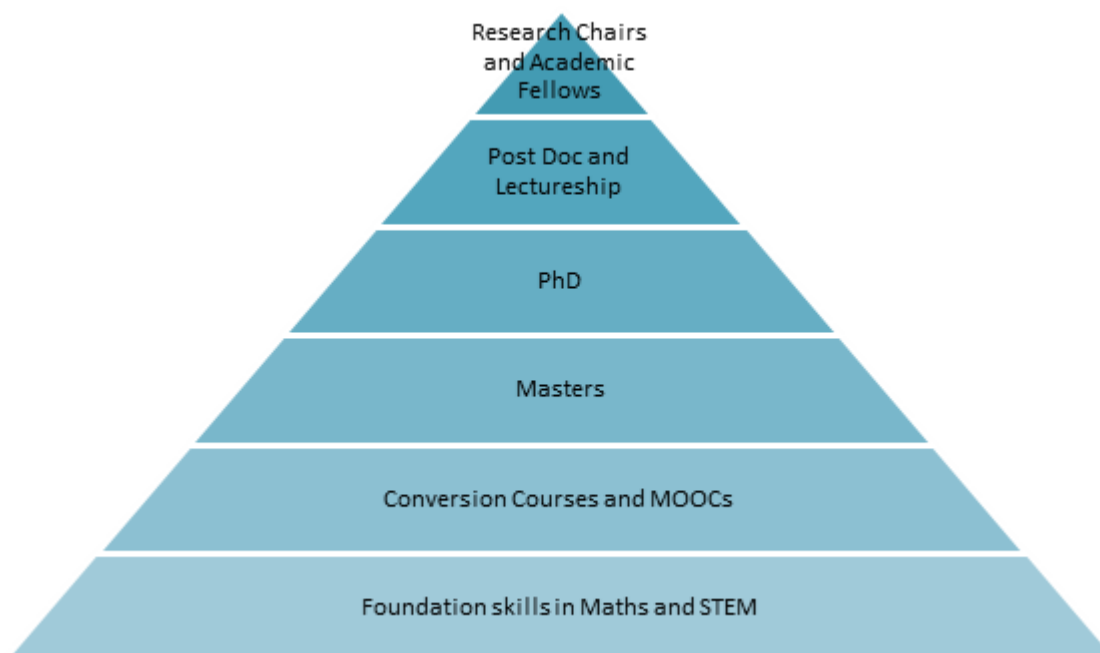 Research Chairs
and Academic
Fellows
Post Doc and
Lectureship
PhD
Masters
Conversion Courses and MOOCs
Foundation skills in Maths and STEM